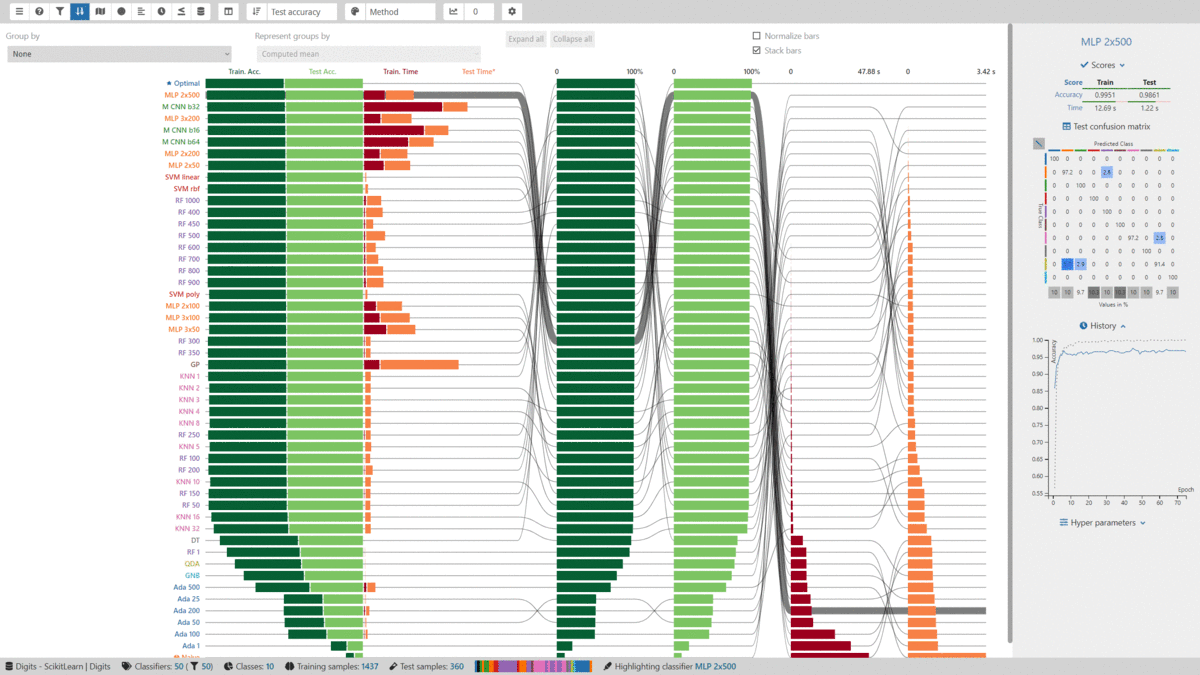 Test accuracy
Method
0
Group by
Represent groups by
None
Computed mean
Expand all
Collapse all
Normalize bars
Stack bars
Train. Acc.
Test Acc.
Train. Time
Test Time*
0
100%
0
100%
0
47.88 s
0
3.42 s
Optimal
MLP 2x500
M CNN b32
MLP 3x200
M CNN b16
M CNN b64
MLP 2x200
MLP 2x50
SVM linear
SVM rbf
RF 1000
RF 400
RF 450
RF 500
RF 600
RF 700
RF 800
RF 900
SVM poly
MLP 2x100
MLP 3x100
MLP 3x50
RF 300
RF 350
GP
KNN 1
KNN 2
KNN 3
KNN 4
KNN 8
RF 250
KNN 5
RF 100
RF 200
KNN 10
RF 150
RF 50
KNN 16
KNN 32
DT
RF 1
QDA
GNB
Ada 500
Ada 25
Ada 200
Ada 50
Ada 100
Ada 1
MLP 2x500
Scores
Score Train Test
Accuracy 0.9951 0.9861
Time 12.69 s 1.22 s
Test confusion matrix
Predicted Class
True Class
100 0 0 0 0 0 0 0 0 0
0 97.2 0 0 2.8 0 0 0 0 0
0 0 100 0 0 0 0 0 0 0
0 0 0 100 0 0 0 0 0 0
0 0 0 0 100 0 0 0 0 0
0 0 0 0 0 100 0 0 0 0
0 0 0 0 0 0 97.2 0 2.8 0
0 0 0 0 0 0 0 100 0 0
0 2.9 0 0 0 0 0 91.4 0
0 0 0 0 0 0 0 0 0 100
10 10 9.7 10.3 10 10.3 10 10 9.7 10
Values in %
History
Accuracy
1.00
0.95
0.90
0.85
0.80
0.75
0.70
0.65
0.60
0.55
Epoch
0 10 20 30 40 50 60 70
Hyper parameters
Digits - ScikitLearn | Digits
Classifiers: 50 ( 50)
Classes: 10
Training samples: 1437
Test samples: 360
Highlighting classifier MLP 2x500